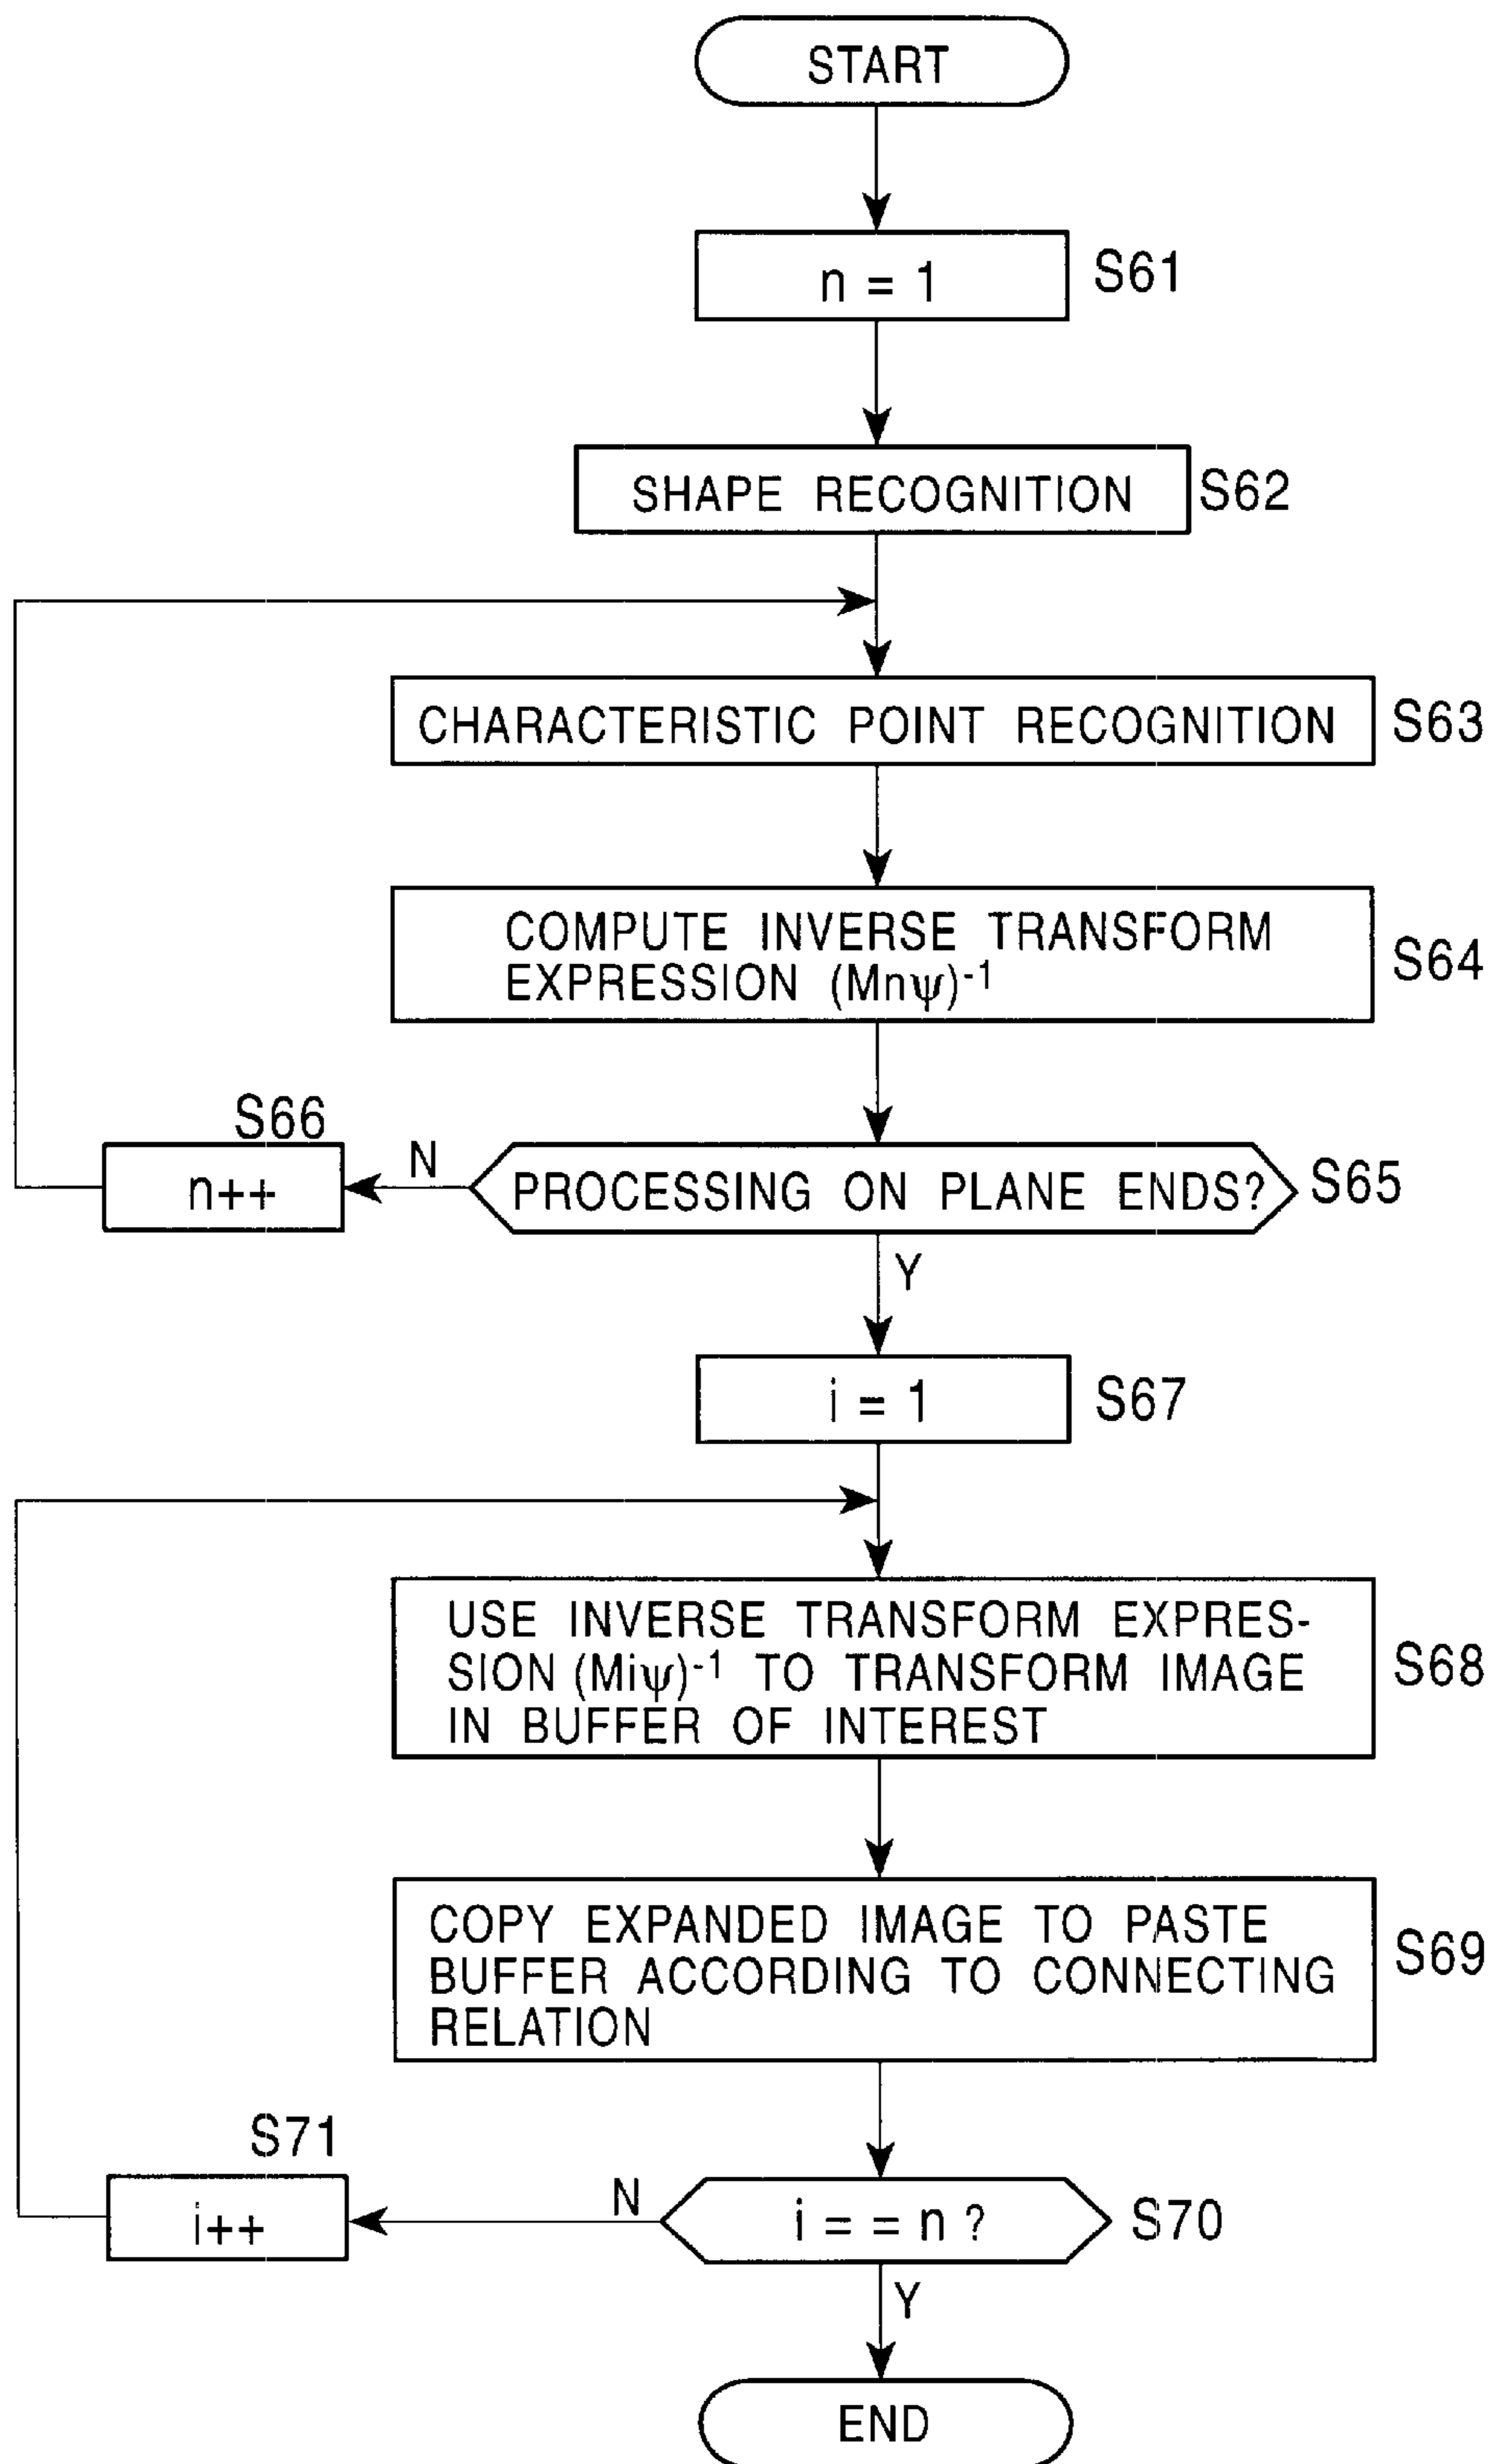 START
n = 1
S61
SHAPE RECOGNITION
S62
CHARACTERISTIC POINT RECOGNITION
S63
COMPUTE INVERSE TRANSFORM
EXPRESSION (Mnψ)-1
S64
S66
n++
N
PROCESSING ON PLANE ENDS?
S65
Y
i = 1
S67
USE INVERSE TRANSFORM EXPRES-
SION (Miψ)-1 TO TRANSFORM IMAGE
IN BUFFER OF INTEREST
S68
COPY EXPANDED IMAGE TO PASTE
BUFFER ACCORDING TO CONNECTING
RELATION
S69
S71
i++
N
i = = n ?
S70
Y
END